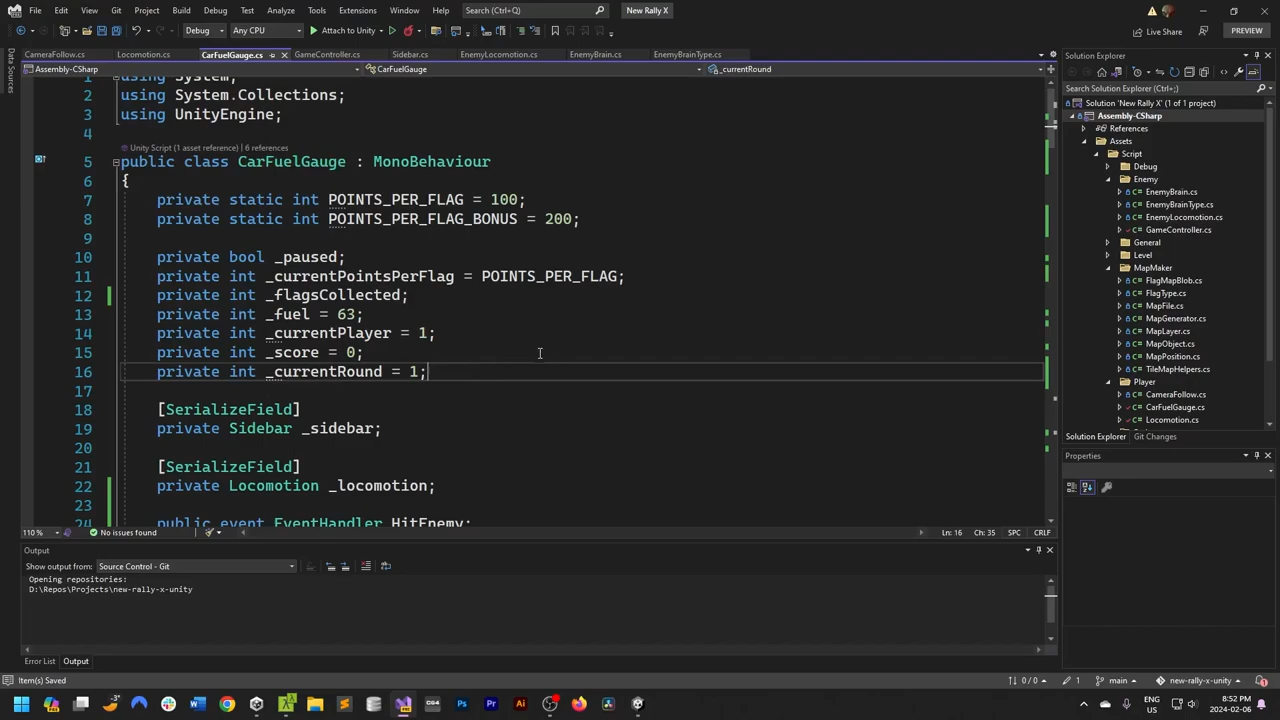 File Edit View Git Project Build Debug Test Analyze Tools Extensions Window Help Search (Ctrl+Q) New Rally X
Debug Any CPU Attach to Unity Live Share PREVIEW
Data Sources
CameraFollow.cs Locomotion.cs CarFuelGauge.cs GameController.cs Sidebar.cs EnemyLocomotion.cs EnemyBrain.cs EnemyBrainType.cs
Assembly-CSharp CarFuelGauge _currentRound
1 using System;
2 using System.Collections;
3 using UnityEngine;
4
Unity Script (1 asset reference) | 6 references
5 public class CarFuelGauge : MonoBehaviour
6 {
7 private static int POINTS_PER_FLAG = 100;
8 private static int POINTS_PER_FLAG_BONUS = 200;
9
10 private bool _paused;
11 private int _currentPointsPerFlag = POINTS_PER_FLAG;
12 private int _flagsCollected;
13 private int _fuel = 63;
14 private int _currentPlayer = 1;
15 private int _score = 0;
16 private int _currentRound = 1;
17
18 [SerializeField]
19 private Sidebar _sidebar;
20
21 [SerializeField]
22 private Locomotion _locomotion;
23
24 public event EventHandler HitEnemy;
110 % No issues found Ln: 16 Ch: 35 SPC CRLF
Output
Show output from: Source Control - Git
Opening repositories:
D:\Repos\Projects\new-rally-x-unity
Error List Output
Solution Explorer
Search Solution Explorer (Ctrl+;)
Solution 'New Rally X' (1 of 1 project)
Assembly-CSharp
References
Assets
Script
Debug
Enemy
EnemyBrain.cs
EnemyBrainType.cs
EnemyLocomotion.cs
GameController.cs
General
Level
MapMaker
FlagMapBlob.cs
FlagType.cs
MapFile.cs
MapGenerator.cs
MapLayer.cs
MapObject.cs
MapPosition.cs
TileMapHelpers.cs
Player
CameraFollow.cs
CarFuelGauge.cs
Locomotion.cs
Solution Explorer Git Changes
Properties
Item(s) Saved 0 / 0 1 main new-rally-x-unity
ENG US 8:52 PM 2024-02-06